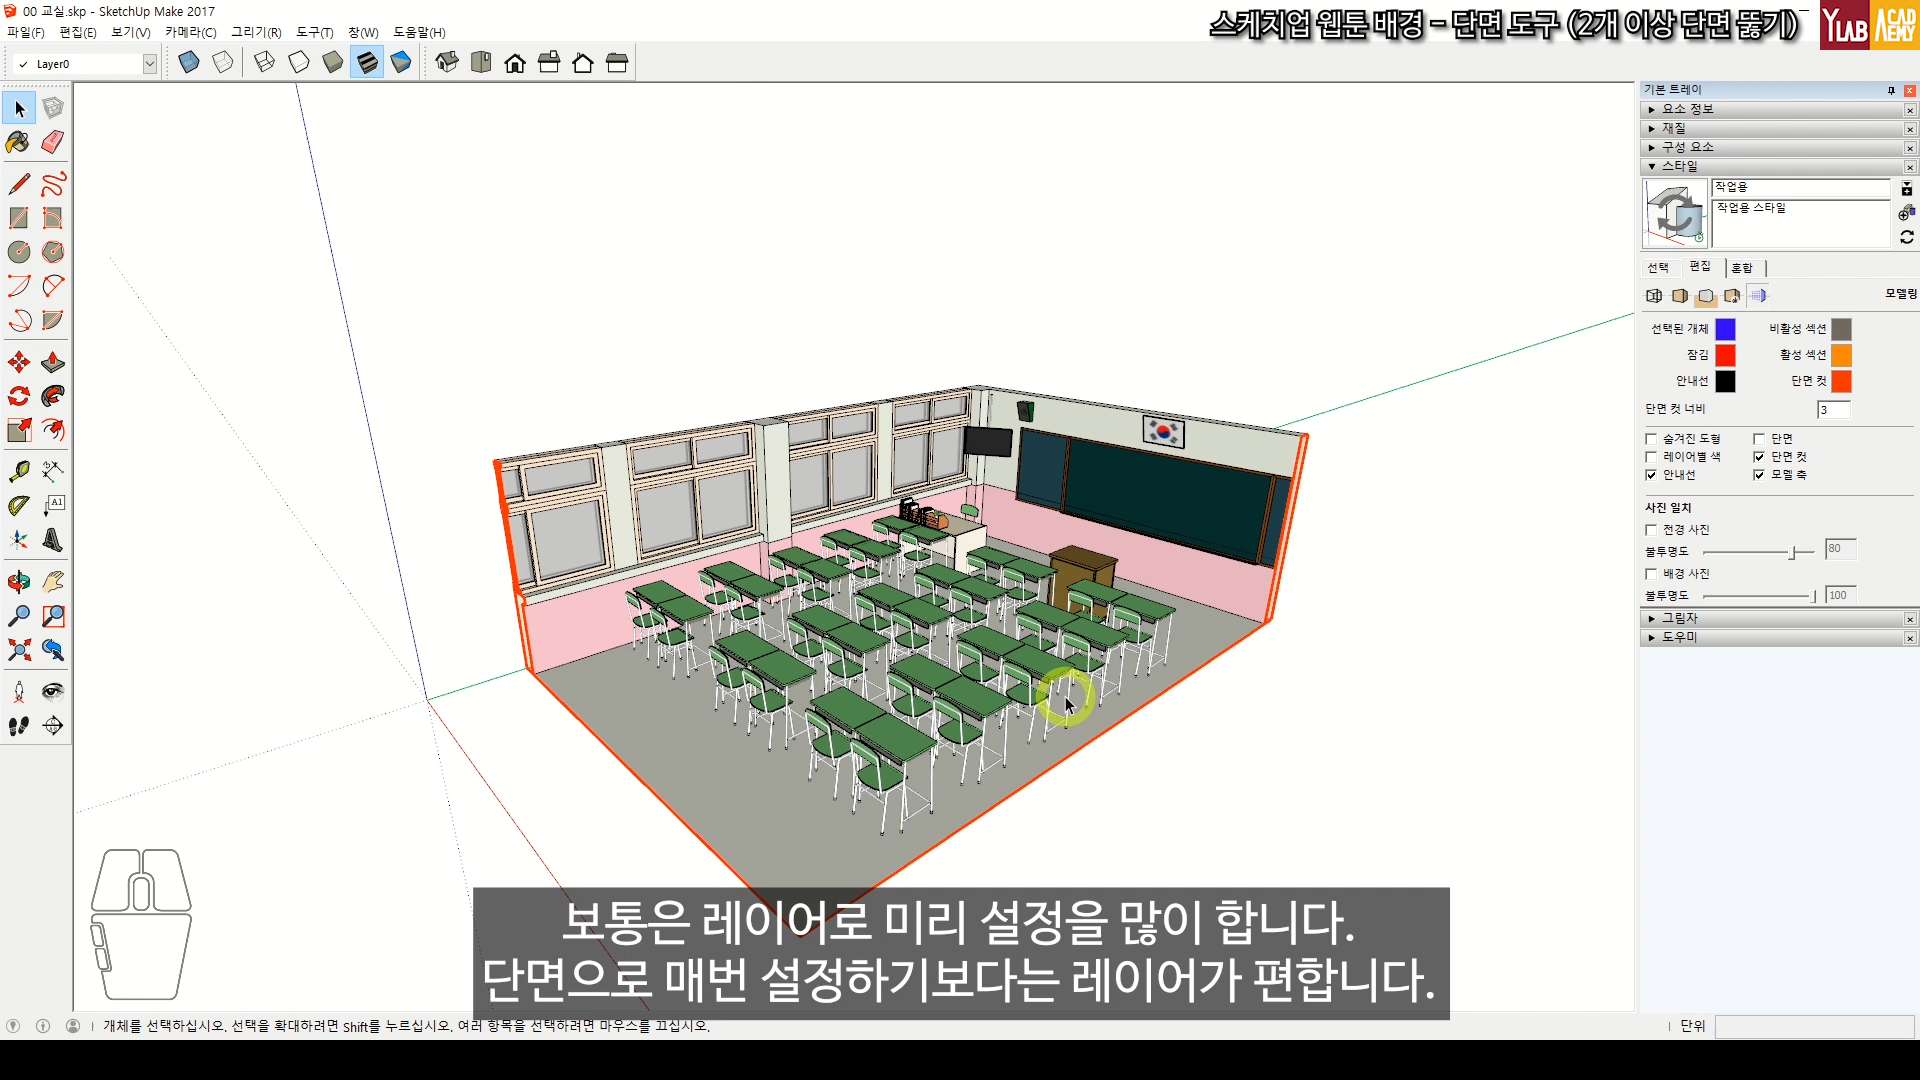 00 교실.skp - SketchUp Make 2017
파일(F) 편집(E) 보기(V) 카메라(C) 그리기(R) 도구(T) 창(W) 도움말(H)
스케치업 웹툰 배경 - 단면 도구 (2개 이상 단면 뚫기)
YLAB ACADEMY
Layer0
기본 트레이
요소 정보
재질
구성 요소
스타일
작업용
작업용 스타일
선택 편집 혼합
모델링
선택된 개체 비활성 섹션
잠김 활성 섹션
안내선 단면 컷
단면 컷 너비 3
숨겨진 도형 단면
레이어별 색 단면 컷
안내선 모델 축
사진 일치
전경 사진
불투명도 80
배경 사진
불투명도 100
그림자
도우미
A1
보통은 레이어로 미리 설정을 많이 합니다.
단면으로 매번 설정하기보다는 레이어가 편합니다.
개체를 선택하십시오. 선택을 확대하려면 Shift를 누르십시오. 여러 항목을 선택하려면 마우스를 끄십시오.
단위